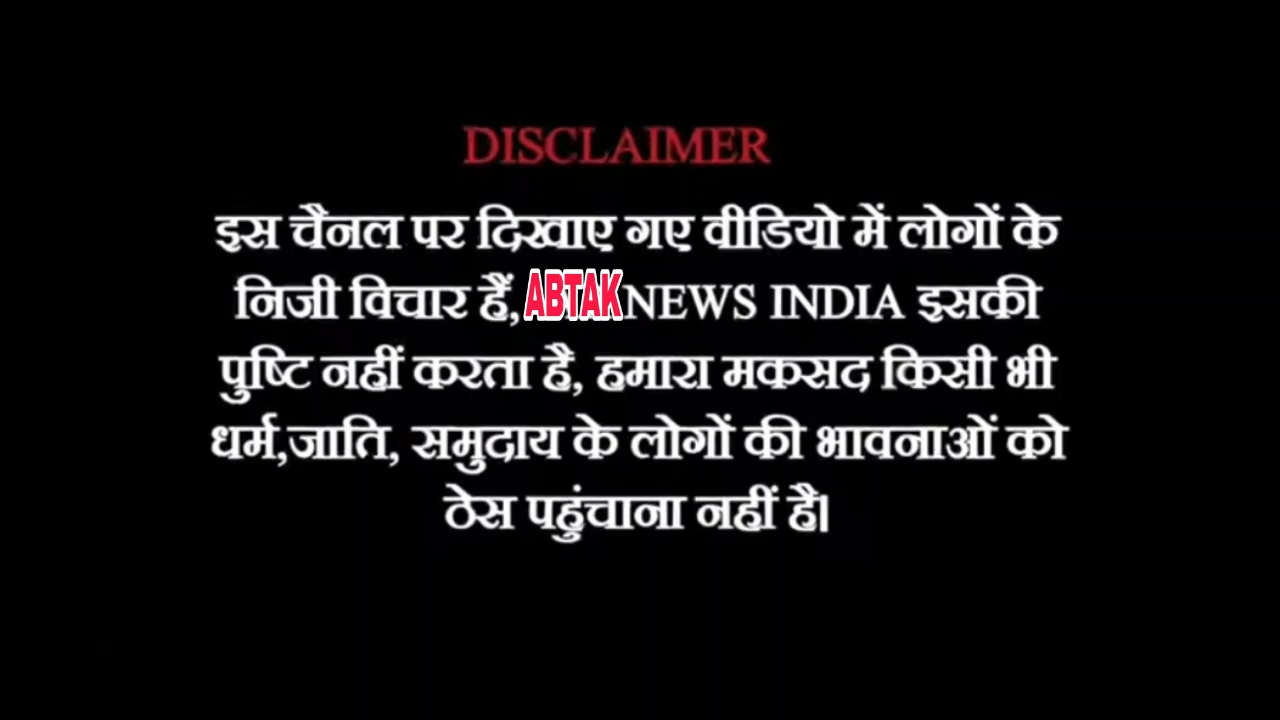 DISCLAIMER
इस चैनल पर दिखाए गए वीडियो में लोगों के
निजी विचार हैं, ABTAK NEWS INDIA इसकी
पुष्टि नहीं करता है, हमारा मकसद किसी भी
धर्म,जाति, समुदाय के लोगों की भावनाओं को
ठेस पहुंचाना नहीं है।